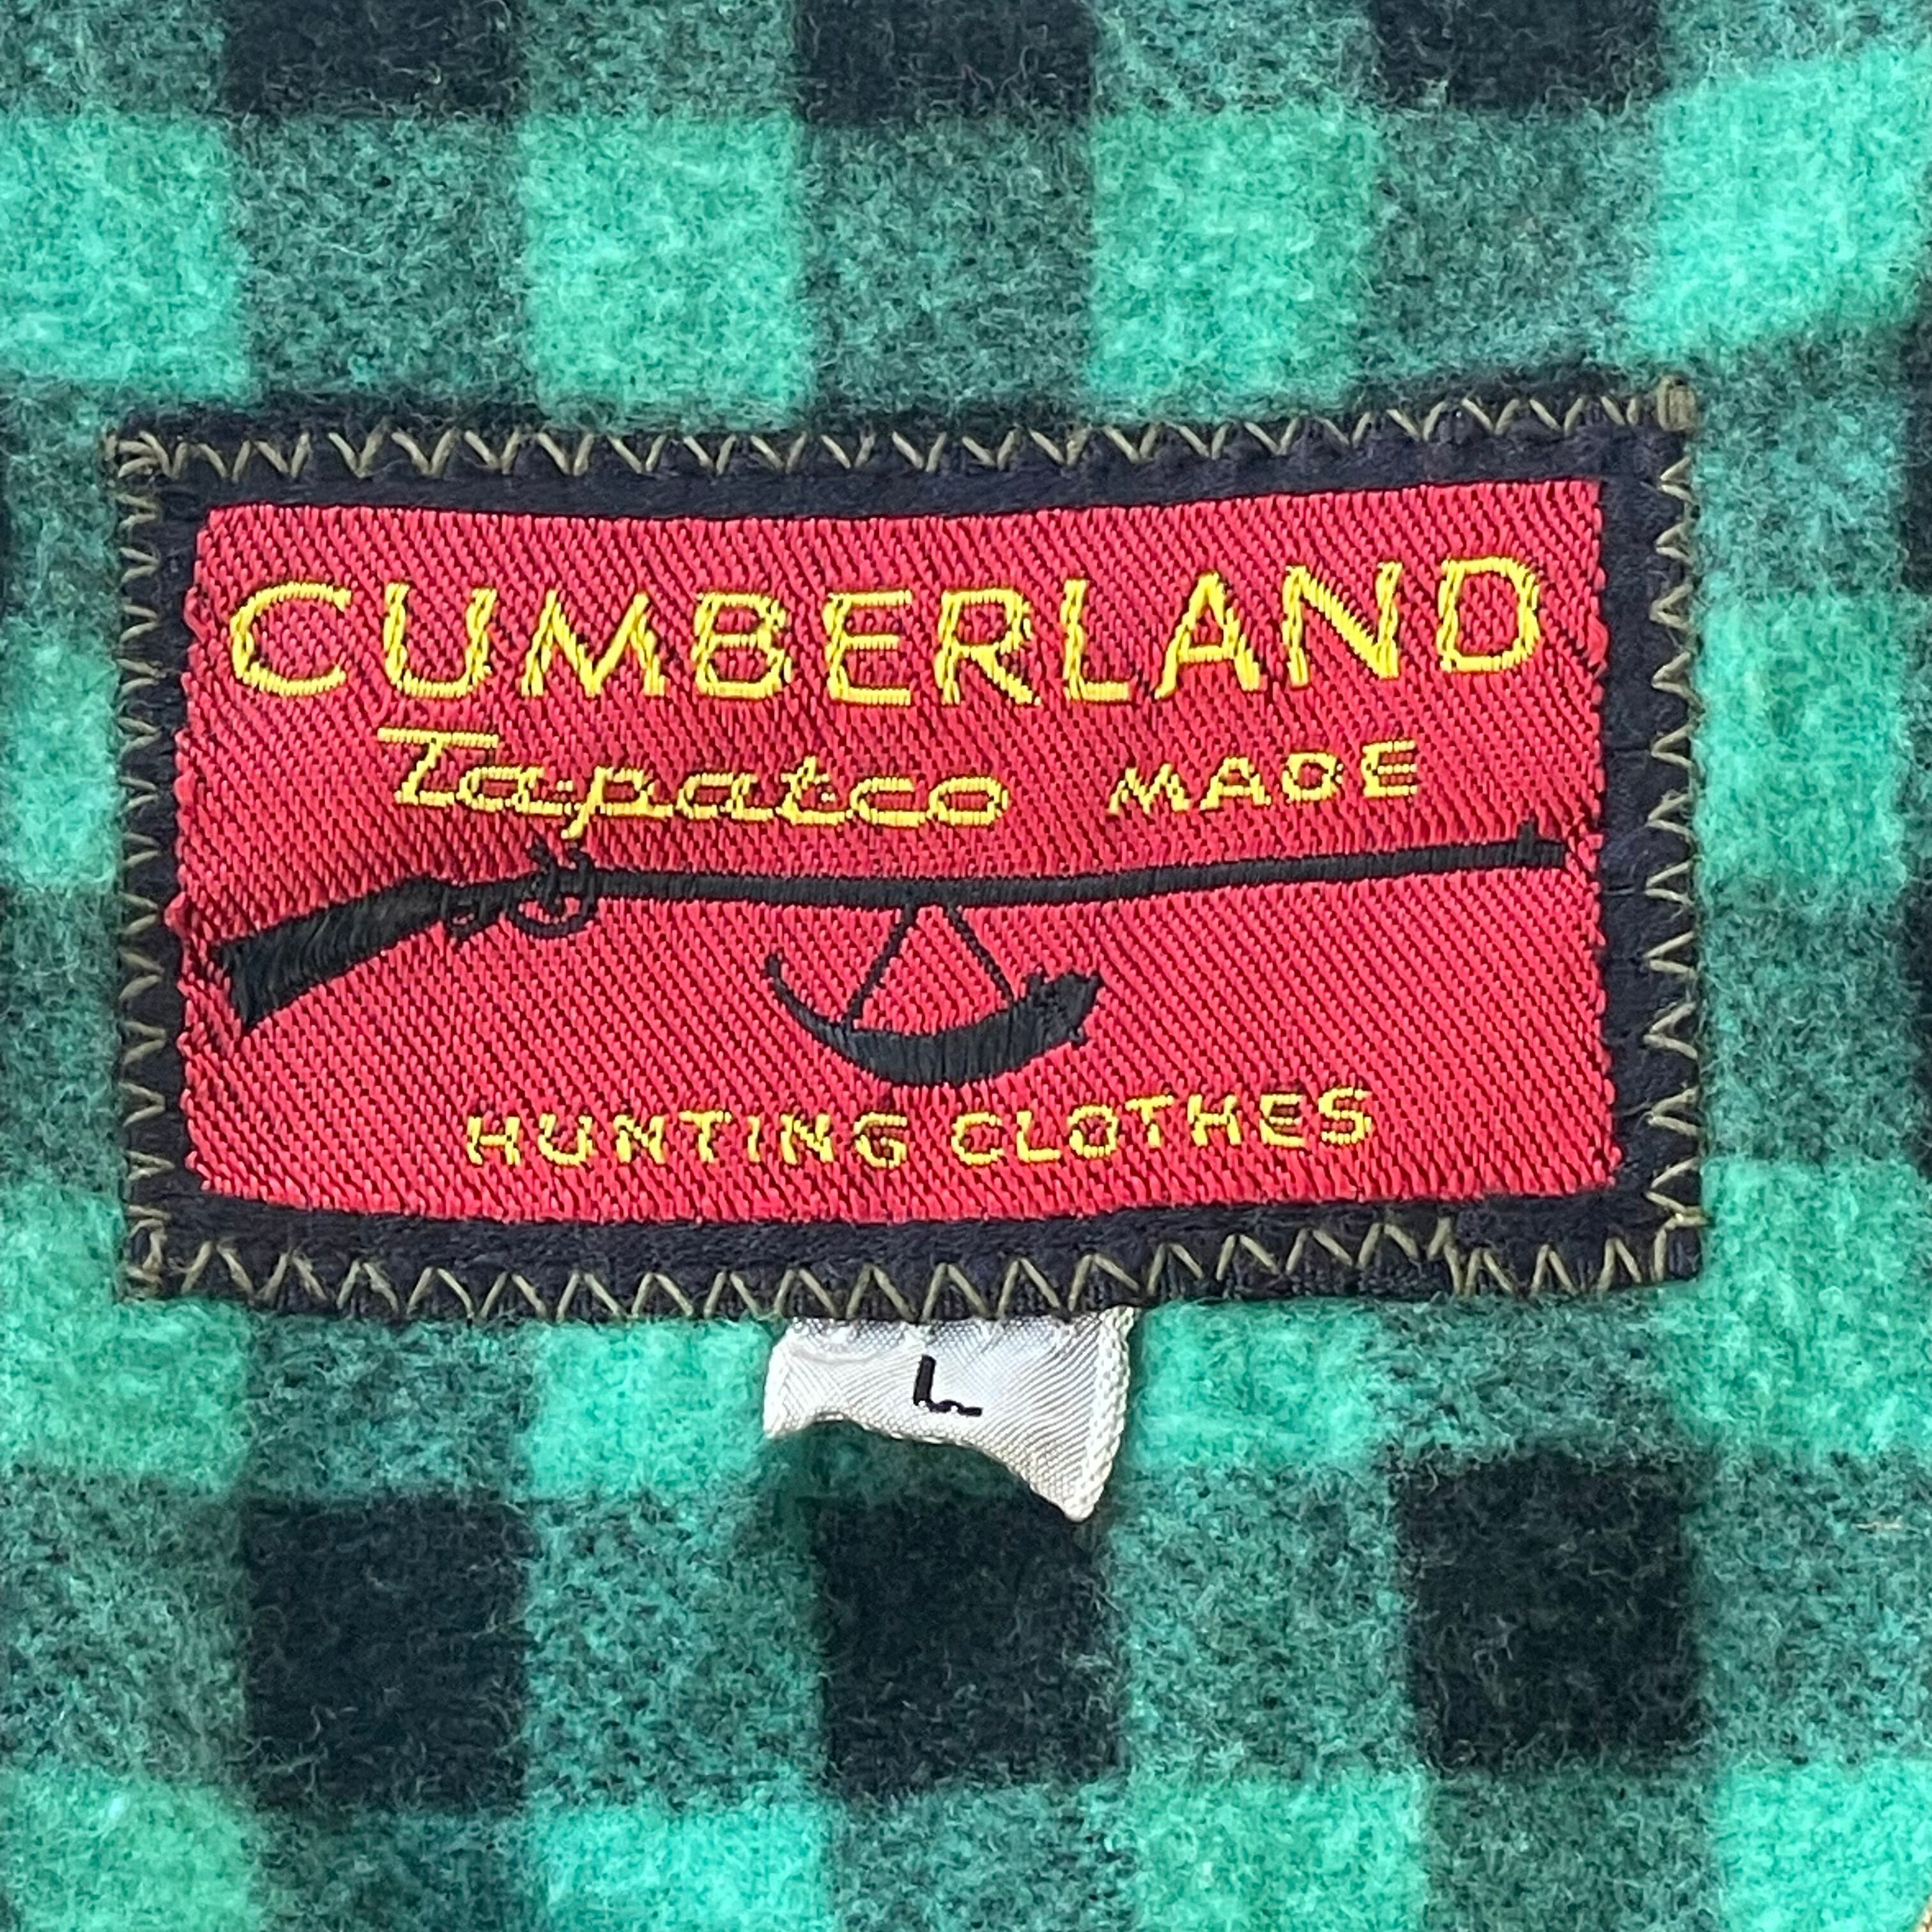 CUMBERLAND
Tapatco MADE
HUNTING CLOTHES
L